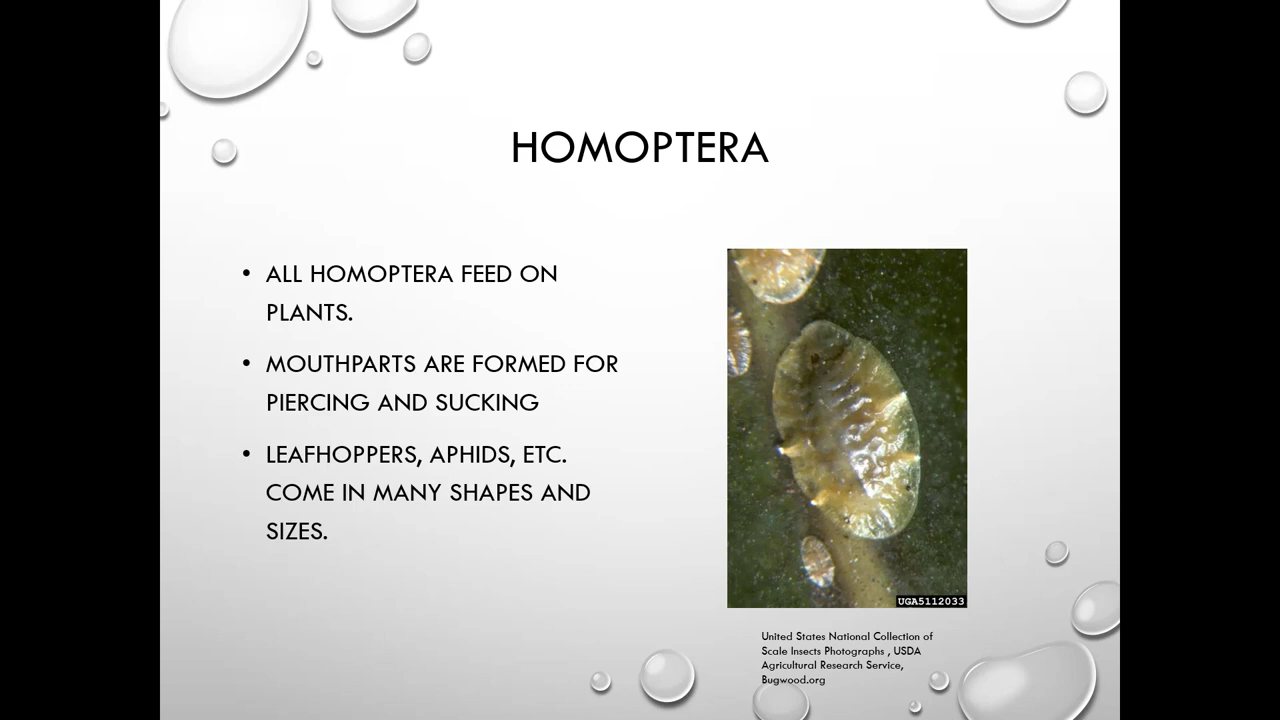 HOMOPTERA
• ALL HOMOPTERA FEED ON
PLANTS.
• MOUTHPARTS ARE FORMED FOR
PIERCING AND SUCKING
• LEAFHOPPERS, APHIDS, ETC.
COME IN MANY SHAPES AND
SIZES.
UGA5112033
United States National Collection of
Scale Insects Photographs , USDA
Agricultural Research Service,
Bugwood.org